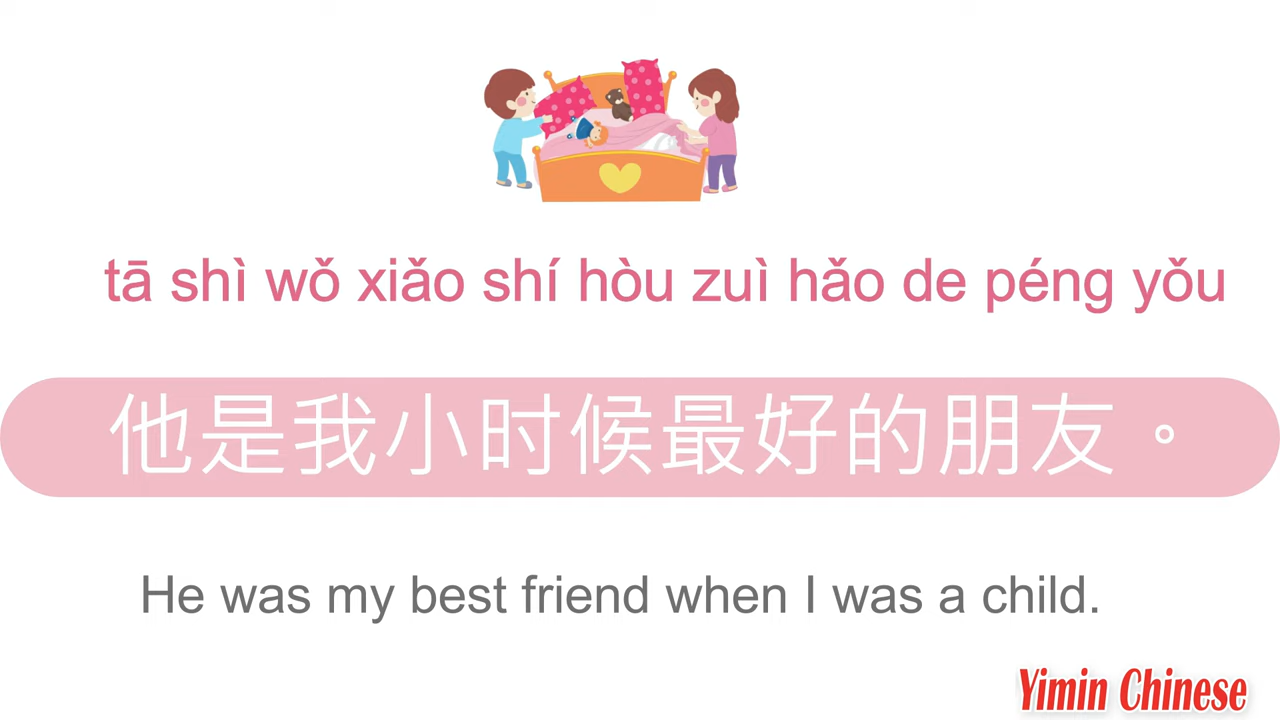 tā shì wǒ xiǎo shí hòu zuì hǎo de péng yǒu
他是我小时候最好的朋友。
He was my best friend when I was a child.
Yimin Chinese